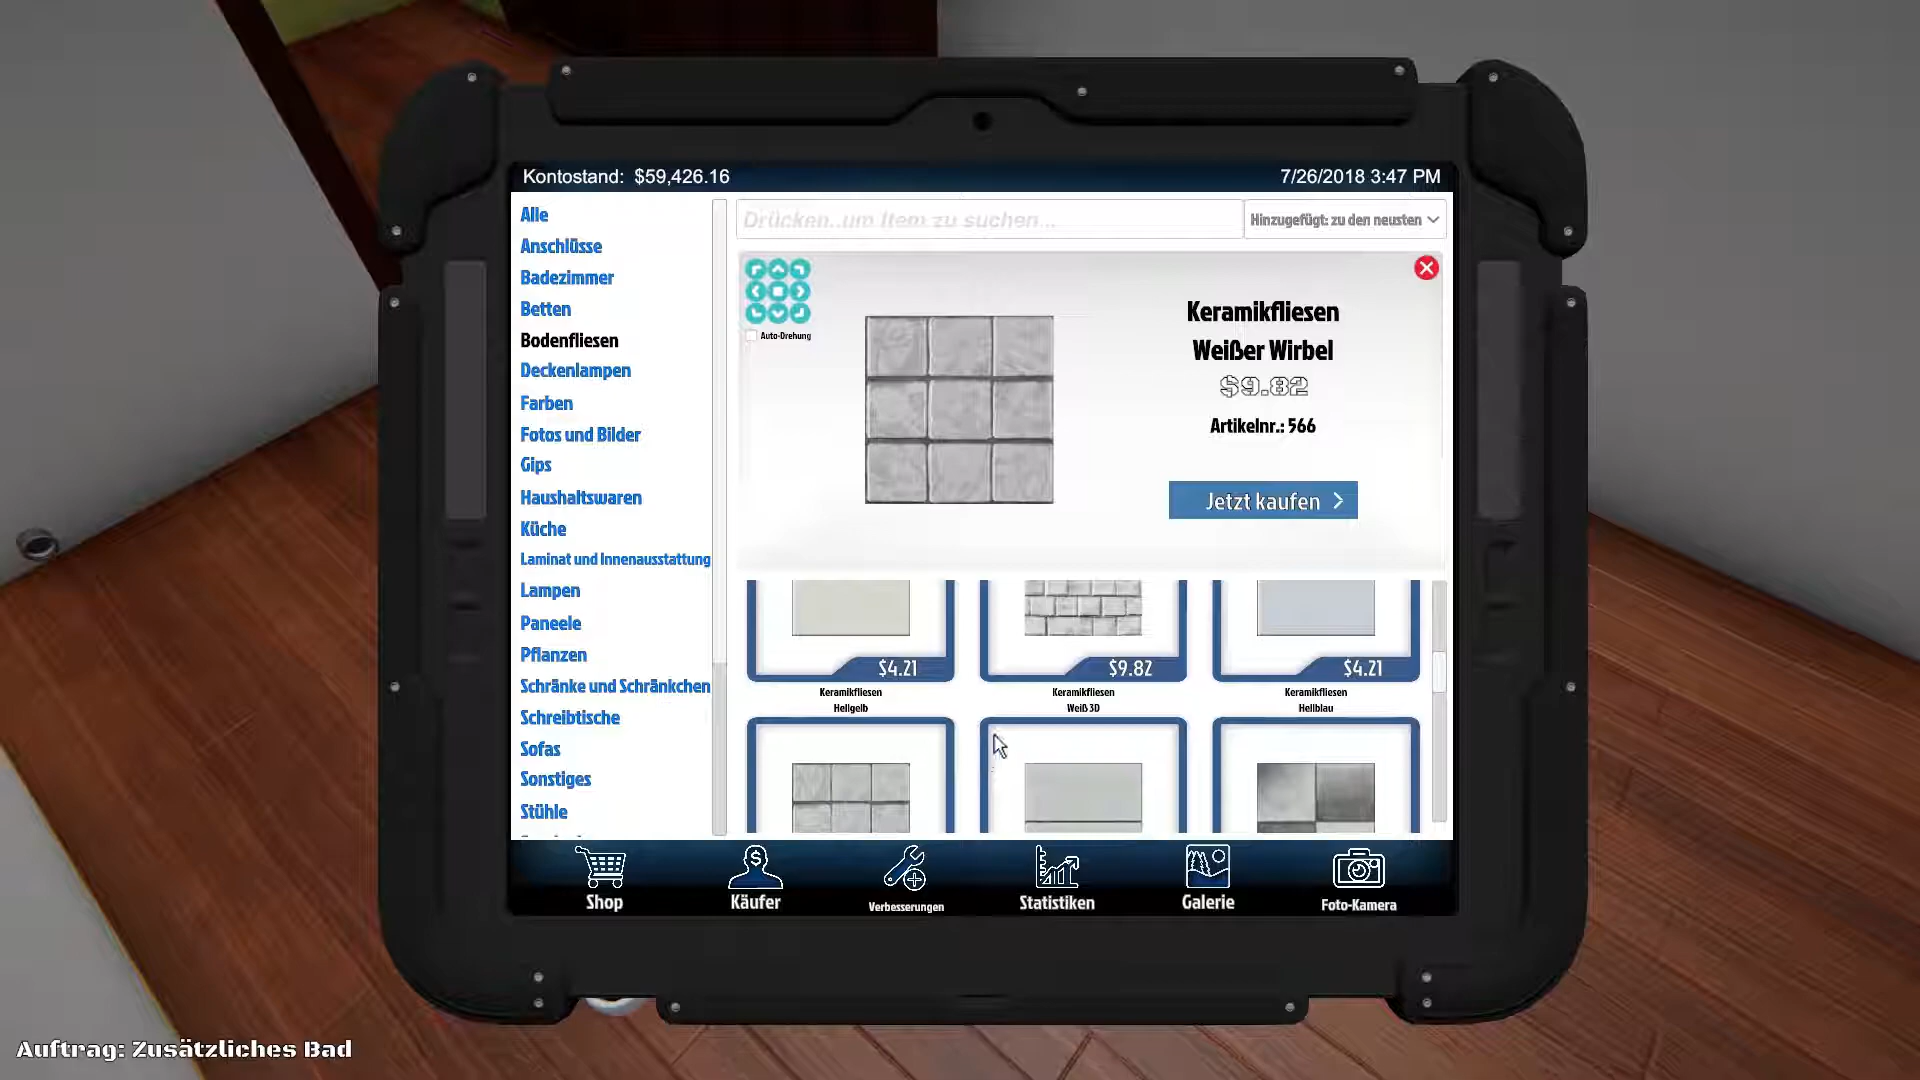 Kontostand: $59,426.16
7/26/2018 3:47 PM
Alle
Anschlüsse
Badezimmer
Betten
Bodenfliesen
Deckenlampen
Farben
Fotos und Bilder
Gips
Haushaltswaren
Küche
Laminat und Innenausstattung
Lampen
Paneele
Pflanzen
Schränke und Schränkchen
Schreibtische
Sofas
Sonstiges
Stühle
Drücken..um Item zu suchen...
Hinzugefügt: zu den neusten
Auto-Drehung
Keramikfliesen
Weißer Wirbel
$9.82
Artikelnr.: 566
Jetzt kaufen
$4.21
$9.82
$4.21
Keramikfliesen
Hellgelb
Keramikfliesen
Weiß 3D
Keramikfliesen
Hellblau
Shop
Käufer
Verbesserungen
Statistiken
Galerie
Foto-Kamera
Auftrag: Zusätzliches Bad